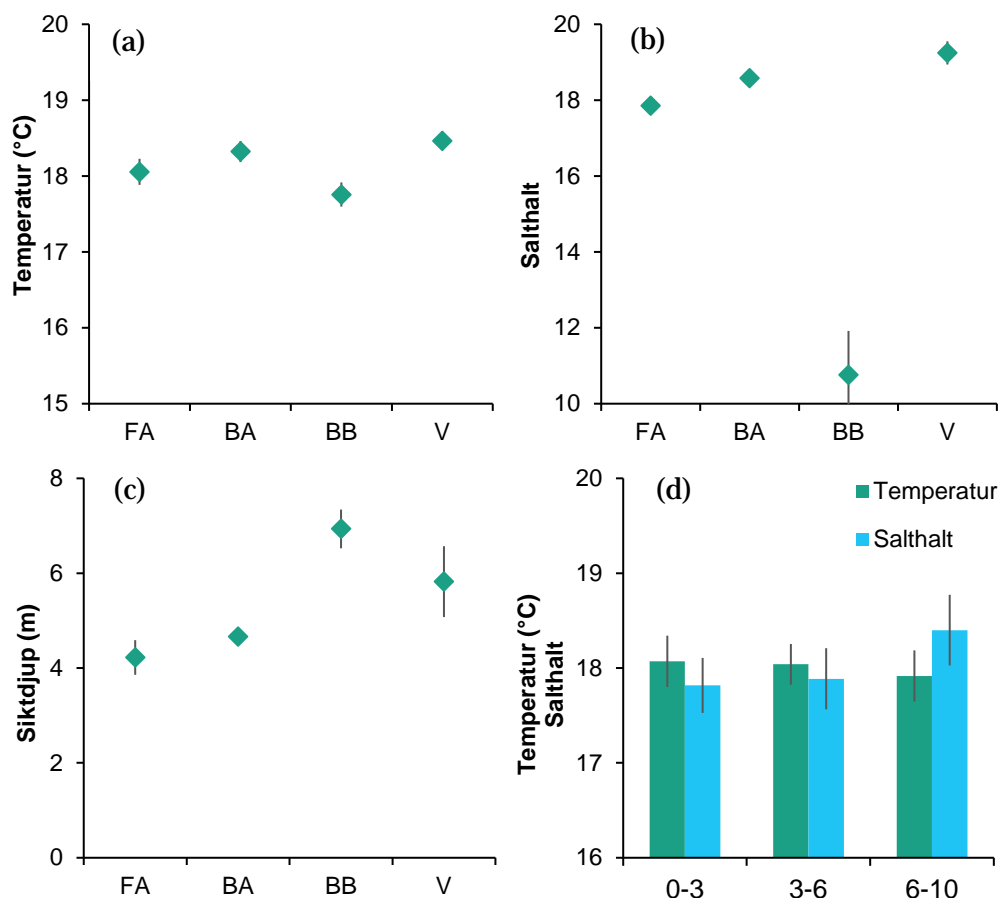 (a)
Temperatur (°C)
20
19
18
17
16
15
FA BA BB V
(b)
Salthalt
20
18
16
14
12
10
FA BA BB V
(c)
Siktdjup (m)
8
6
4
2
0
FA BA BB V
(d)
Temperatur
Salthalt
Temperatur (°C)
Salthalt
20
19
18
17
16
0-3 3-6 6-10